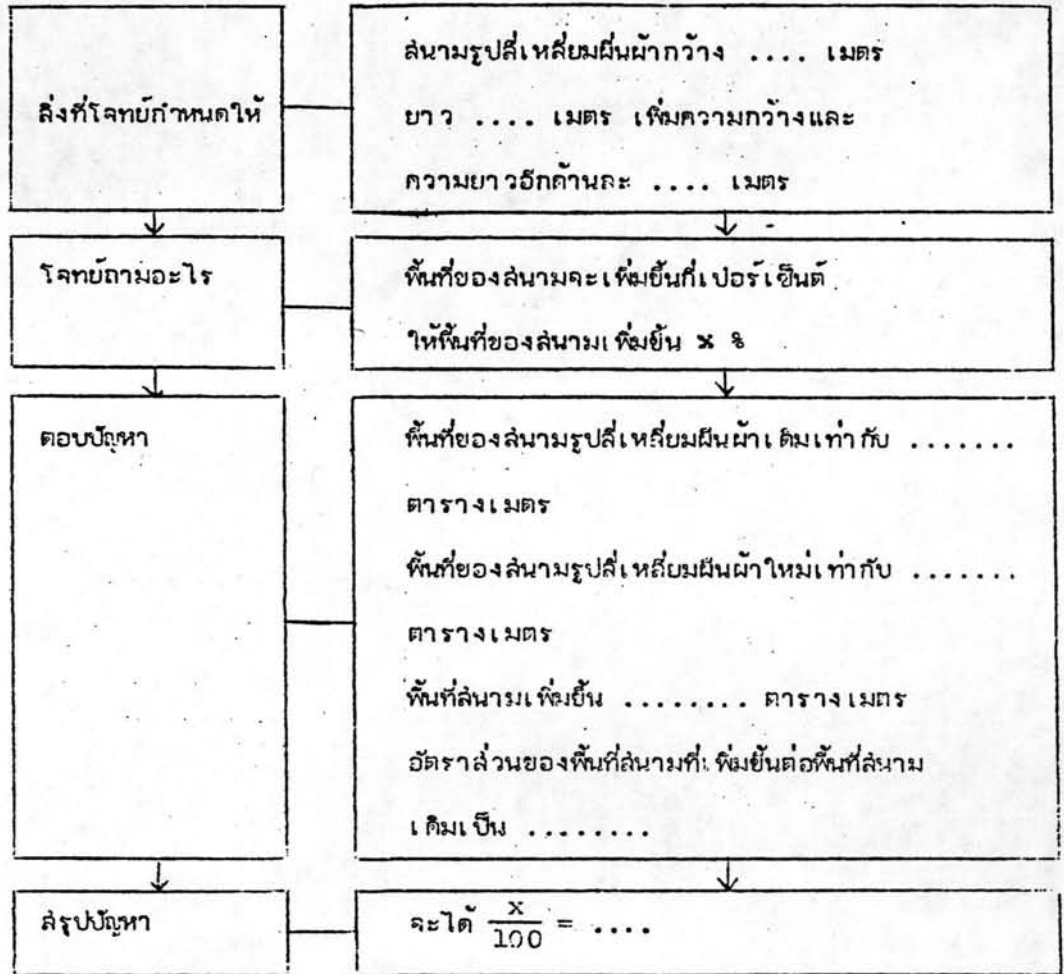 สิ่งที่โจทย์กำหนดให้
สนามรูปสี่เหลี่ยมผืนผ้ากว้าง .... เมตร
ยาว .... เมตร เพิ่มความกว้างและ
ความยาวอีกด้านละ .... เมตร
โจทย์ถามอะไร
พื้นที่ของสนามจะเพิ่มขึ้นกี่เปอร์เซ็นต์
ให้พื้นที่ของสนามเพิ่มขึ้น x %
ตอบปัญหา
พื้นที่ของสนามรูปสี่เหลี่ยมผืนผ้าเดิมเท่ากับ .......
ตารางเมตร
พื้นที่ของสนามรูปสี่เหลี่ยมผืนผ้าใหม่เท่ากับ .......
ตารางเมตร
พื้นที่สนามเพิ่มขึ้น ........ ตารางเมตร
อัตราส่วนของพื้นที่สนามที่เพิ่มขึ้นต่อพื้นที่สนาม
เดิมเป็น ........
สรุปปัญหา
จะได้ x/100 = ....